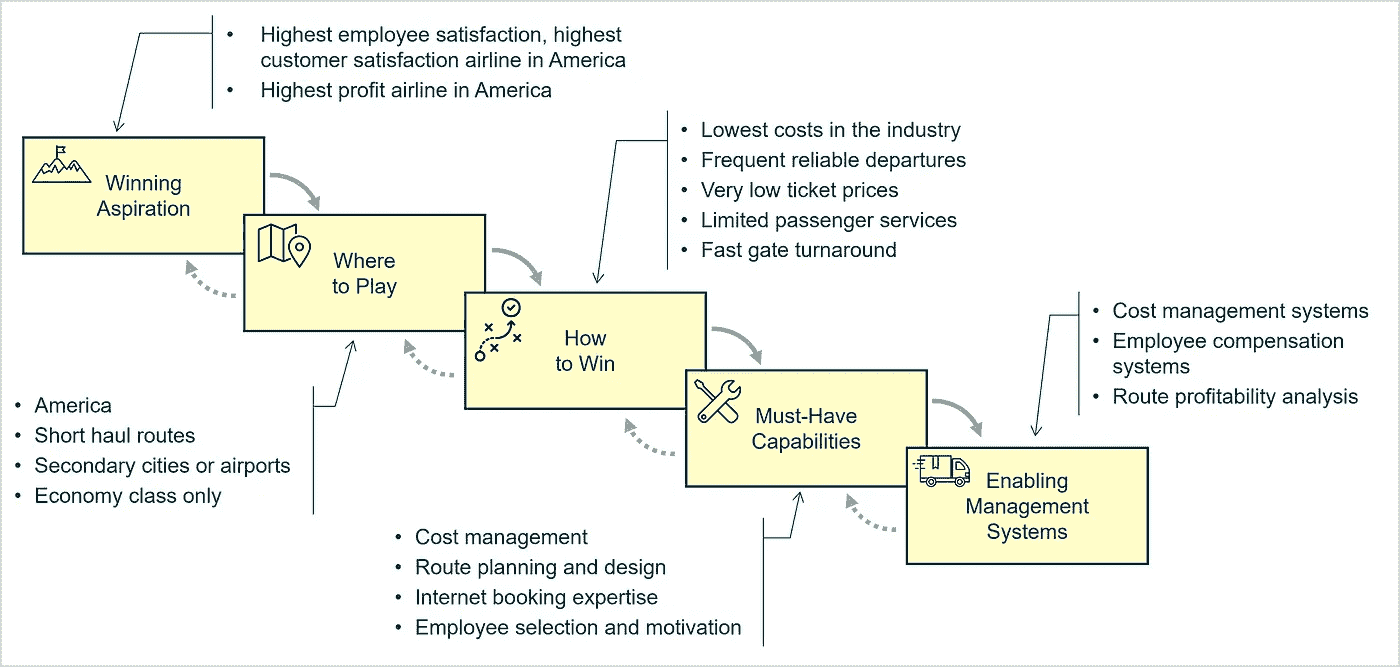 • Highest employee satisfaction, highest
customer satisfaction airline in America
• Highest profit airline in America
Winning
Aspiration
Where
to Play
• America
• Short haul routes
• Secondary cities or airports
• Economy class only
• Lowest costs in the industry
• Frequent reliable departures
• Very low ticket prices
• Limited passenger services
• Fast gate turnaround
How
to Win
Must-Have
Capabilities
• Cost management
• Route planning and design
• Internet booking expertise
• Employee selection and motivation
• Cost management systems
• Employee compensation
systems
• Route profitability analysis
Enabling
Management
Systems